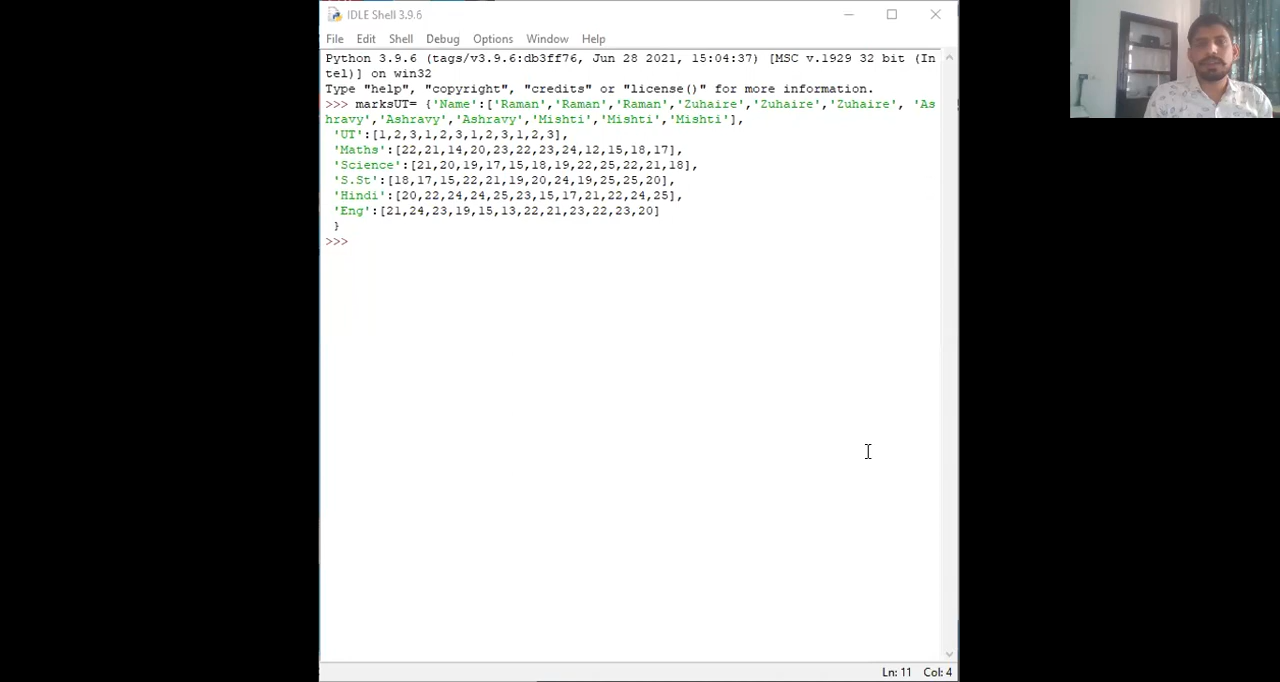 IDLE Shell 3.9.6
File Edit Shell Debug Options Window Help
Python 3.9.6 (tags/v3.9.6:db3ff76, Jun 28 2021, 15:04:37) [MSC v.1929 32 bit (In
tel)] on win32
Type "help", "copyright", "credits" or "license()" for more information.
>>> marksUT= {'Name':['Raman','Raman','Raman','Zuhaire','Zuhaire','Zuhaire', 'As
hravy','Ashravy','Ashravy','Mishti','Mishti','Mishti'],
'UT':[1,2,3,1,2,3,1,2,3,1,2,3],
'Maths':[22,21,14,20,23,22,23,24,12,15,18,17],
'Science':[21,20,19,17,15,18,19,22,25,22,21,18],
'S.St':[18,17,15,22,21,19,20,24,19,25,25,20],
'Hindi':[20,22,24,24,25,23,15,17,21,22,24,25],
'Eng':[21,24,23,19,15,13,22,21,23,22,23,20]
}
>>>
Ln: 11 Col: 4